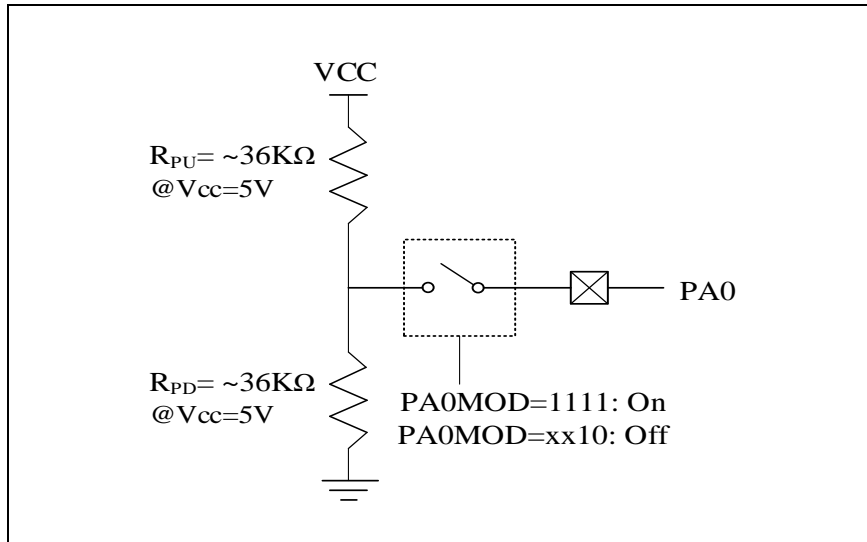 VCC
RPU= ~36KΩ
@Vcc=5V
PA0
RPD= ~36KΩ
@Vcc=5V
PA0MOD=1111: On
PA0MOD=xx10: Off